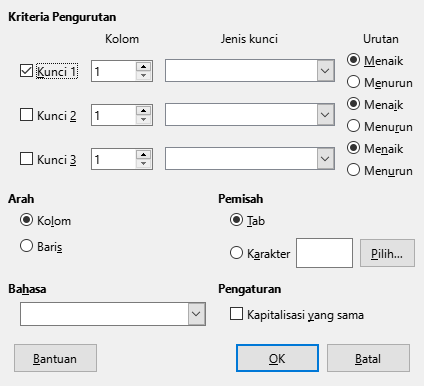 Kriteria Pengurutan
Kolom Jenis kunci Urutan
Kunci 1 1 Menaik
Menurun
Kunci 2 1 Menaik
Menurun
Kunci 3 1 Menaik
Menurun
Arah Pemisah
Kolom Tab
Baris Karakter Pilih...
Bahasa Pengaturan
Kapitalisasi yang sama
Bantuan OK Batal